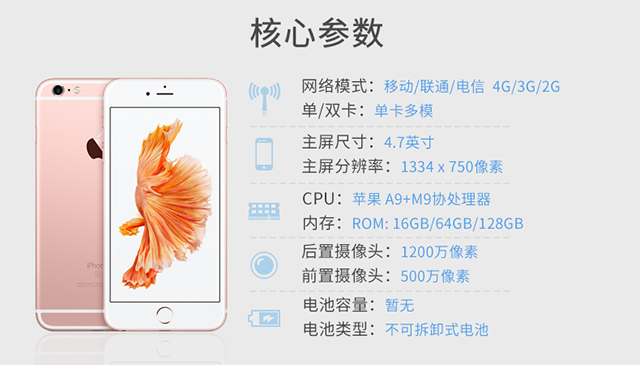 核心参数
网络模式：移动/联通/电信 4G/3G/2G
单/双卡：单卡多模
主屏尺寸：4.7英寸
主屏分辨率：1334 x 750像素
CPU：苹果 A9+M9协处理器
内存：ROM: 16GB/64GB/128GB
后置摄像头：1200万像素
前置摄像头：500万像素
电池容量：暂无
电池类型：不可拆卸式电池
iPhone